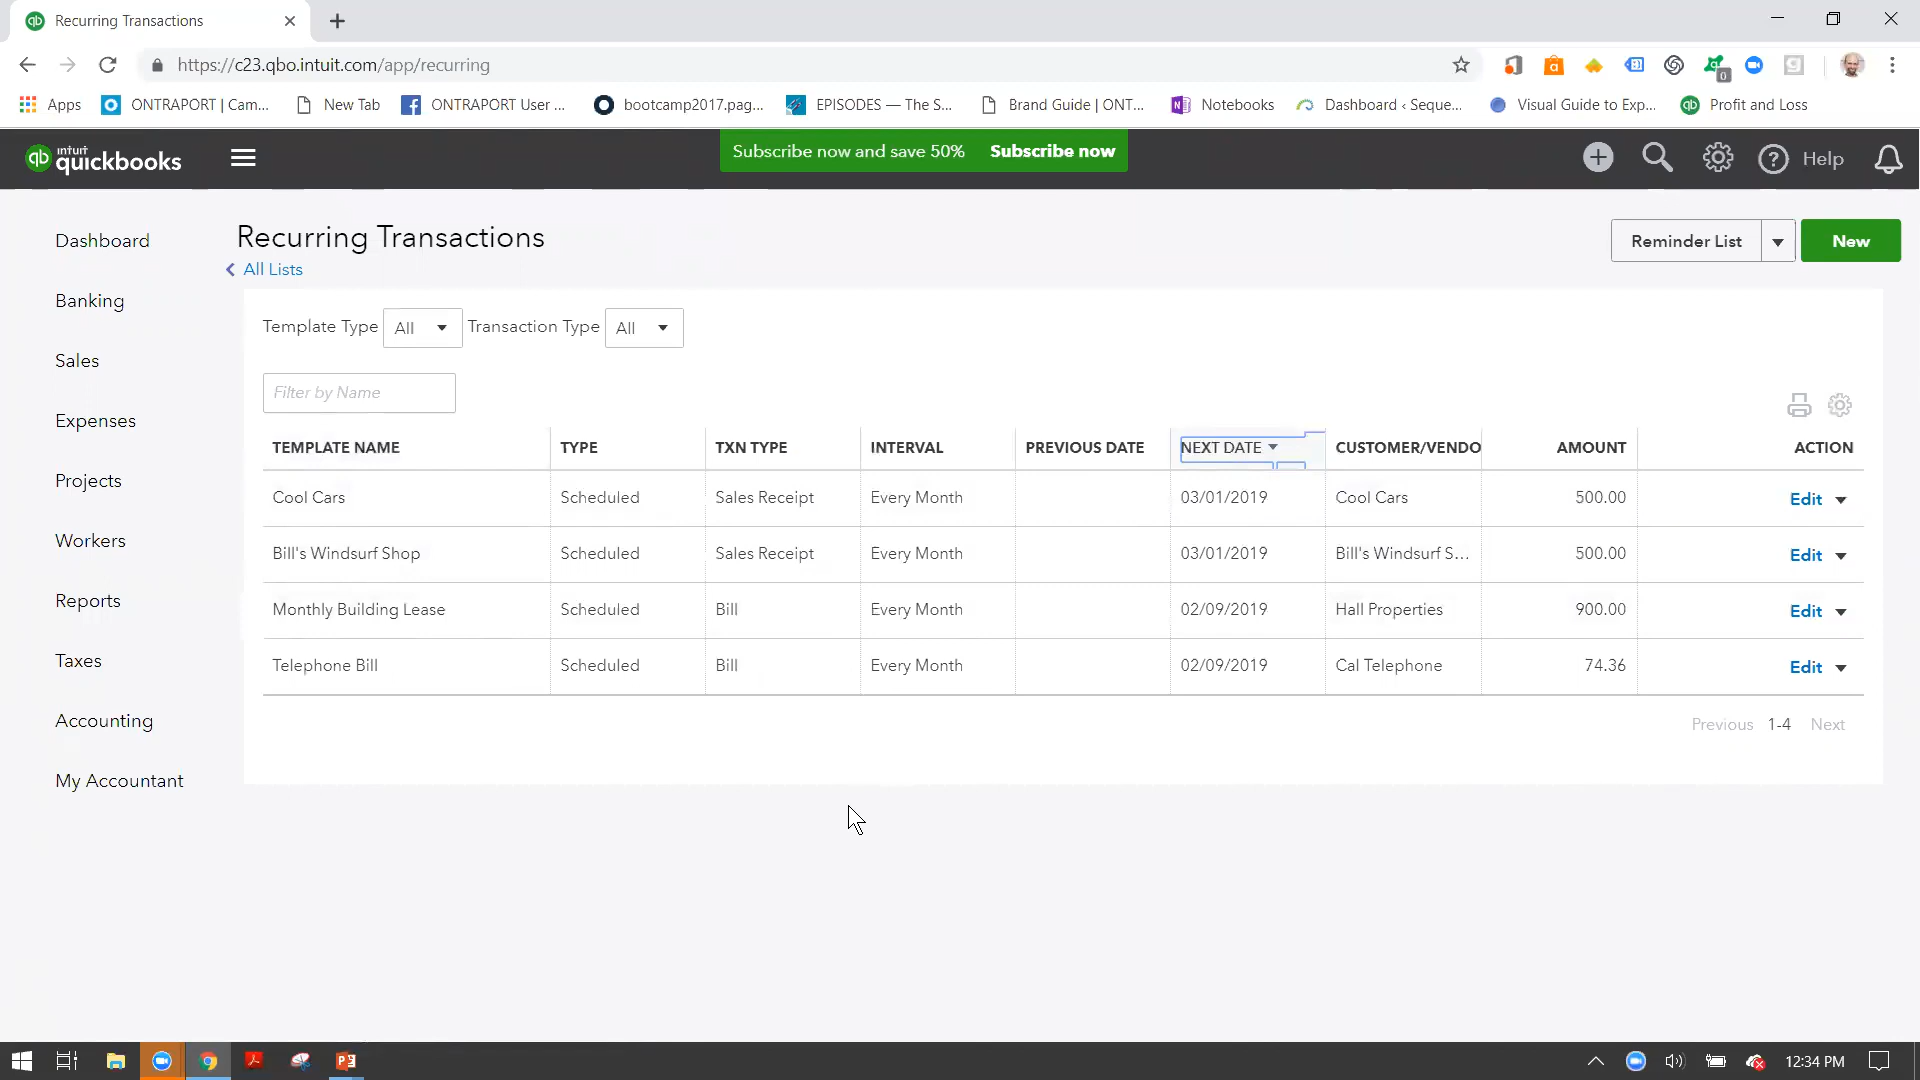 Recurring Transactions
https://c23.qbo.intuit.com/app/recurring
0
Apps ONTRAPORT | Cam... New Tab ONTRAPORT User ... bootcamp2017.pag... EPISODES — The S... Brand Guide | ONT... Notebooks Dashboard ‹ Seque... Visual Guide to Exp... Profit and Loss
qb intuit quickbooks Subscribe now and save 50% Subscribe now Help
Dashboard
Banking
Sales
Expenses
Projects
Workers
Reports
Taxes
Accounting
My Accountant
Recurring Transactions
All Lists
Reminder List New
Template Type All Transaction Type All
Filter by Name
TEMPLATE NAME TYPE TXN TYPE INTERVAL PREVIOUS DATE NEXT DATE CUSTOMER/VENDO AMOUNT ACTION
Cool Cars Scheduled Sales Receipt Every Month 03/01/2019 Cool Cars 500.00 Edit
Bill's Windsurf Shop Scheduled Sales Receipt Every Month 03/01/2019 Bill's Windsurf S... 500.00 Edit
Monthly Building Lease Scheduled Bill Every Month 02/09/2019 Hall Properties 900.00 Edit
Telephone Bill Scheduled Bill Every Month 02/09/2019 Cal Telephone 74.36 Edit
Previous 1-4 Next
12:34 PM